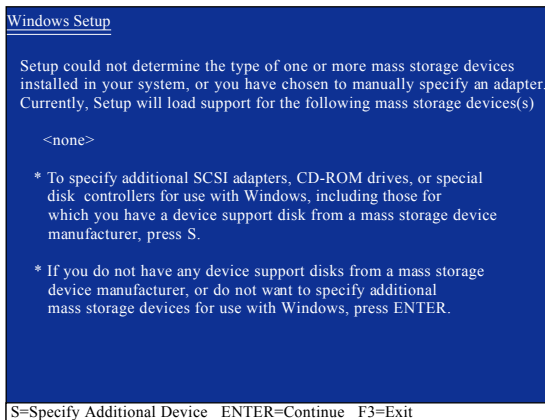 Windows Setup
Setup could not determine the type of one or more mass storage devices
installed in your system, or you have chosen to manually specify an adapter.
Currently, Setup will load support for the following mass storage devices(s)
<none>
* To specify additional SCSI adapters, CD-ROM drives, or special
disk controllers for use with Windows, including those for
which you have a device support disk from a mass storage device
manufacturer, press S.
* If you do not have any device support disks from a mass storage
device manufacturer, or do not want to specify additional
mass storage devices for use with Windows, press ENTER.
S=Specify Additional Device ENTER=Continue F3=Exit